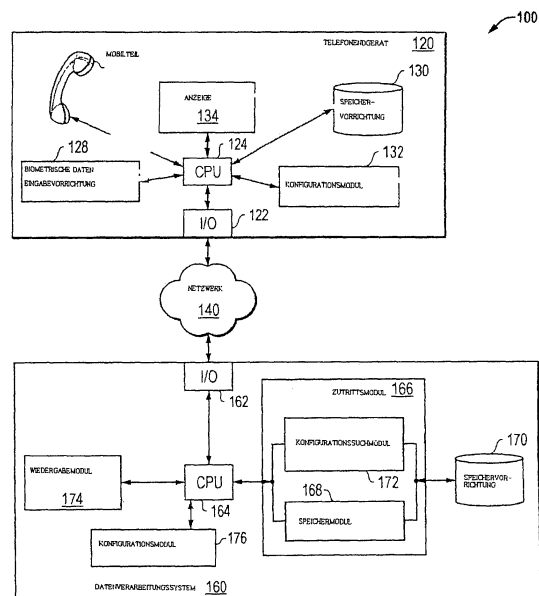 100
TELEFONENDGERÄT 120
MOBILTEIL
ANZEIGE
134
130
SPEICHER-
VORRICHTUNG
124
CPU
128
BIOMETRISCHE DATEN
EINGABEVORRICHTUNG
132
KONFIGURATIONSMODUL
I/O
122
NETZWERK
140
I/O
162
ZUTRITTSMODUL 166
KONFIGURATIONSSUCHMODUL
172
170
SPEICHERVOR-
RICHTUNG
WIEDERGABEMODUL
174
CPU
164
168
SPEICHERMODUL
KONFIGURATIONSMODUL
176
DATENVERARBEITUNGSSYSTEM 160